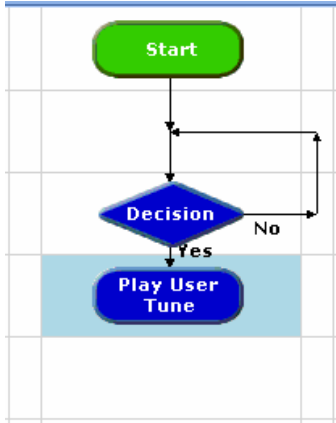 Start
Decision
No
Yes
Play User
Tune